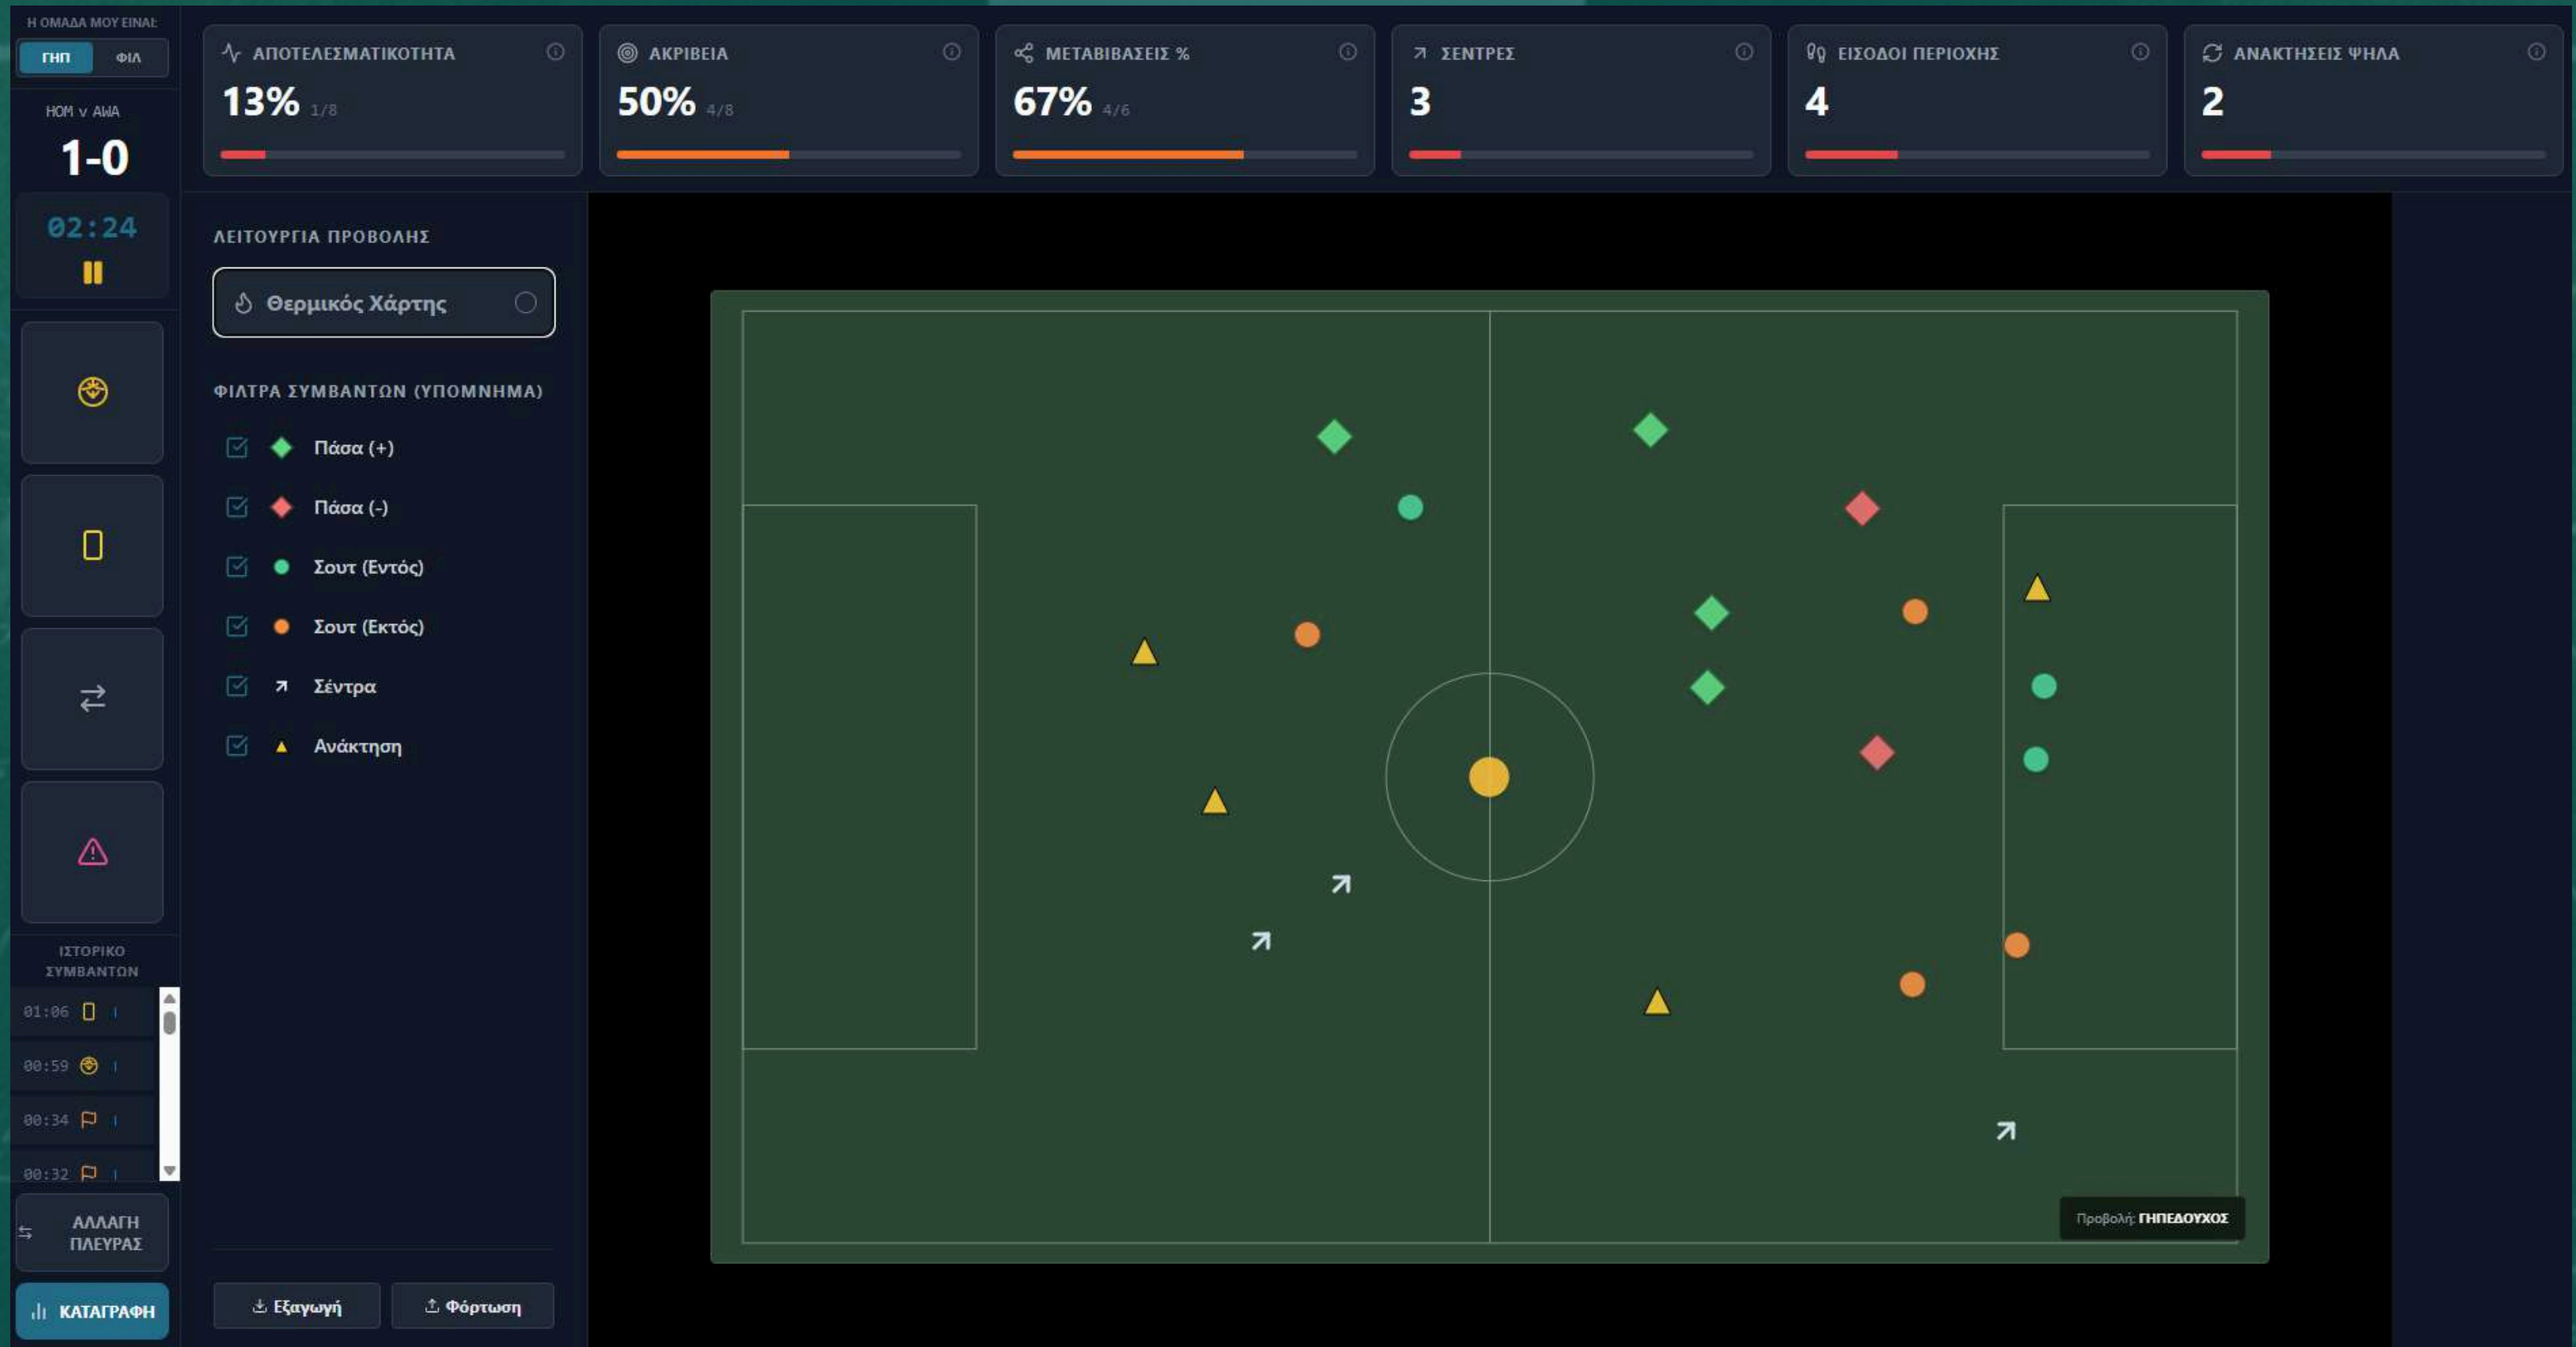 Η ΟΜΑΔΑ ΜΟΥ ΕΙΝΑΙ:
ΓΗΠ ΦΙΛ
HOM v AWA
1-0
02:24
ΙΣΤΟΡΙΚΟ
ΣΥΜΒΑΝΤΩΝ
01:06
00:59
00:34
00:32
ΑΛΛΑΓΗ
ΠΛΕΥΡΑΣ
ΚΑΤΑΓΡΑΦΗ
ΑΠΟΤΕΛΕΣΜΑΤΙΚΟΤΗΤΑ
13% 1/8
ΑΚΡΙΒΕΙΑ
50% 4/8
ΜΕΤΑΒΙΒΑΣΕΙΣ %
67% 4/6
ΣΕΝΤΡΕΣ
3
ΕΙΣΟΔΟΙ ΠΕΡΙΟΧΗΣ
4
ΑΝΑΚΤΗΣΕΙΣ ΨΗΛΑ
2
ΛΕΙΤΟΥΡΓΙΑ ΠΡΟΒΟΛΗΣ
Θερμικός Χάρτης
ΦΙΛΤΡΑ ΣΥΜΒΑΝΤΩΝ (ΥΠΟΜΝΗΜΑ)
Πάσα (+)
Πάσα (-)
Σουτ (Εντός)
Σουτ (Εκτός)
Σέντρα
Ανάκτηση
Εξαγωγή
Φόρτωση
Προβολή: ΓΗΠΕΔΟΥΧΟΣ